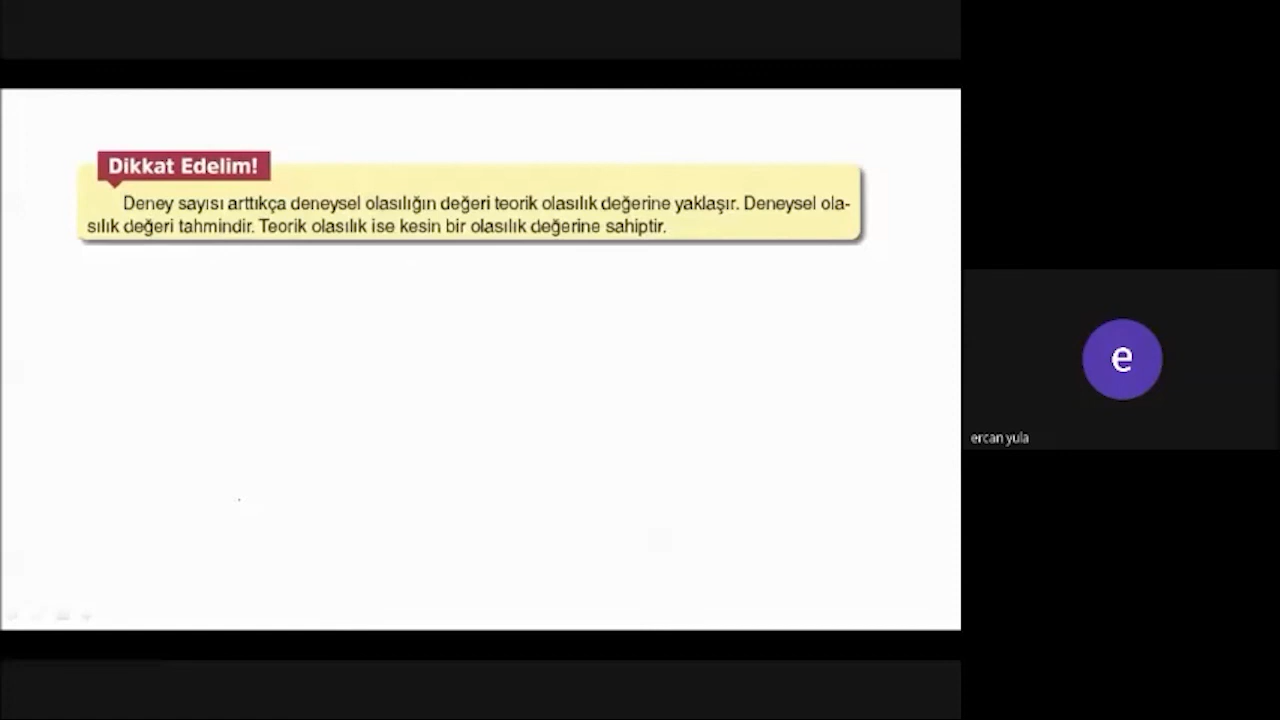 Dikkat Edelim!
Deney sayısı arttıkça deneysel olasılığın değeri teorik olasılık değerine yaklaşır. Deneysel ola-
sılık değeri tahmindir. Teorik olasılık ise kesin bir olasılık değerine sahiptir.
e
ercan yula